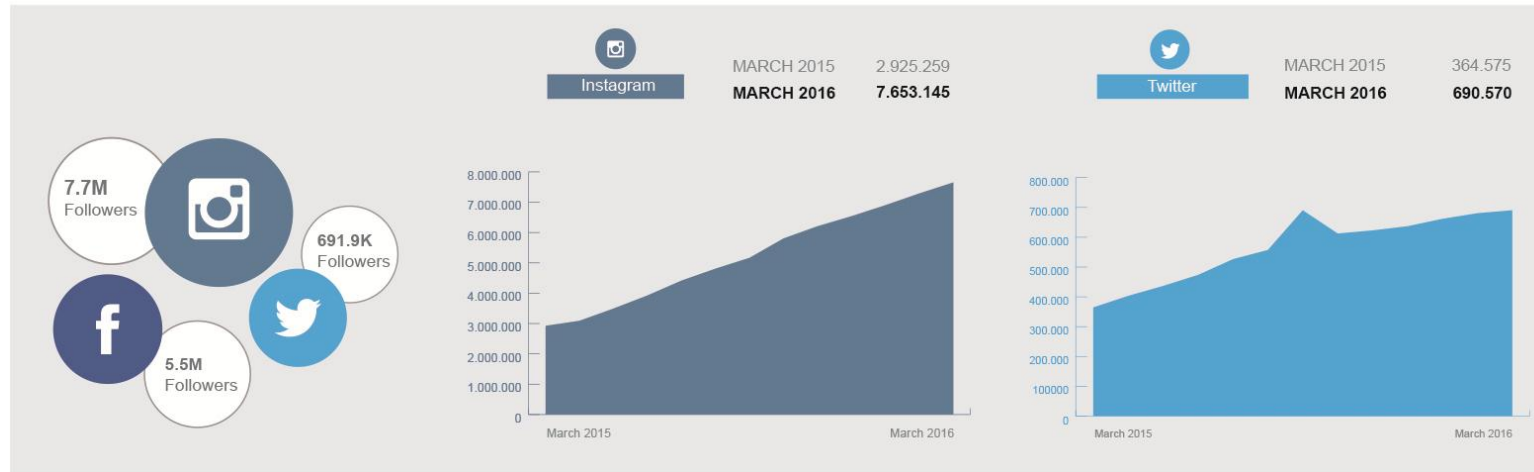 7.7M
Followers
691.9K
Followers
5.5M
Followers
Instagram
MARCH 2015 2.925.259
MARCH 2016 7.653.145
8.000.000
7.000.000
6.000.000
5.000.000
4.000.000
3.000.000
2.000.000
1.000.000
0
March 2015 March 2016
Twitter
MARCH 2015 364.575
MARCH 2016 690.570
800.000
700.000
600.000
500.000
400.000
300.000
200.000
100000
0
March 2015 March 2016